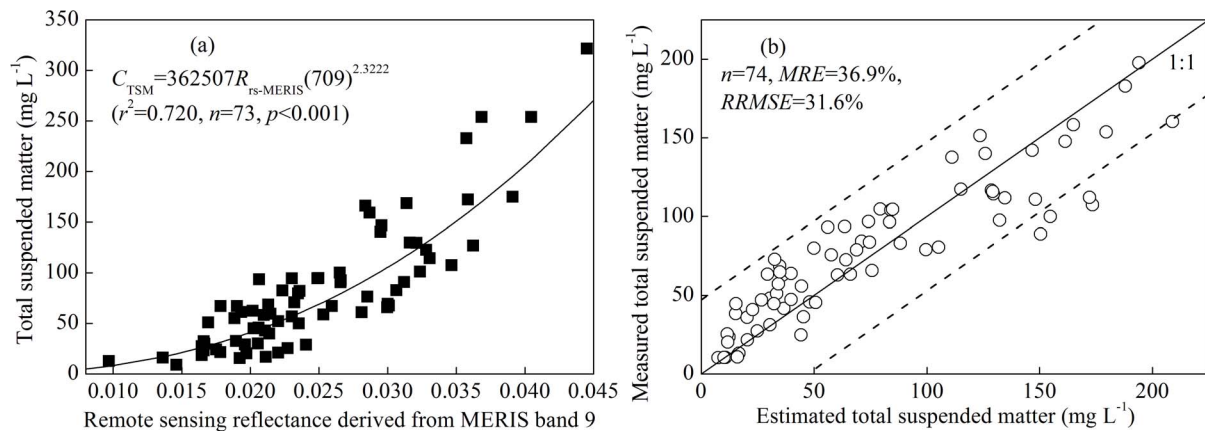 (a)
C_TSM=362507R_rs-MERIS(709)^2.3222
(r^2=0.720, n=73, p<0.001)
Total suspended matter (mg L^-1)
350
300
250
200
150
100
50
0
0.010 0.015 0.020 0.025 0.030 0.035 0.040 0.045
Remote sensing reflectance derived from MERIS band 9
(b)
n=74, MRE=36.9%,
RRMSE=31.6%
1:1
Measured total suspended matter (mg L^-1)
200
150
100
50
0
0 50 100 150 200
Estimated total suspended matter (mg L^-1)